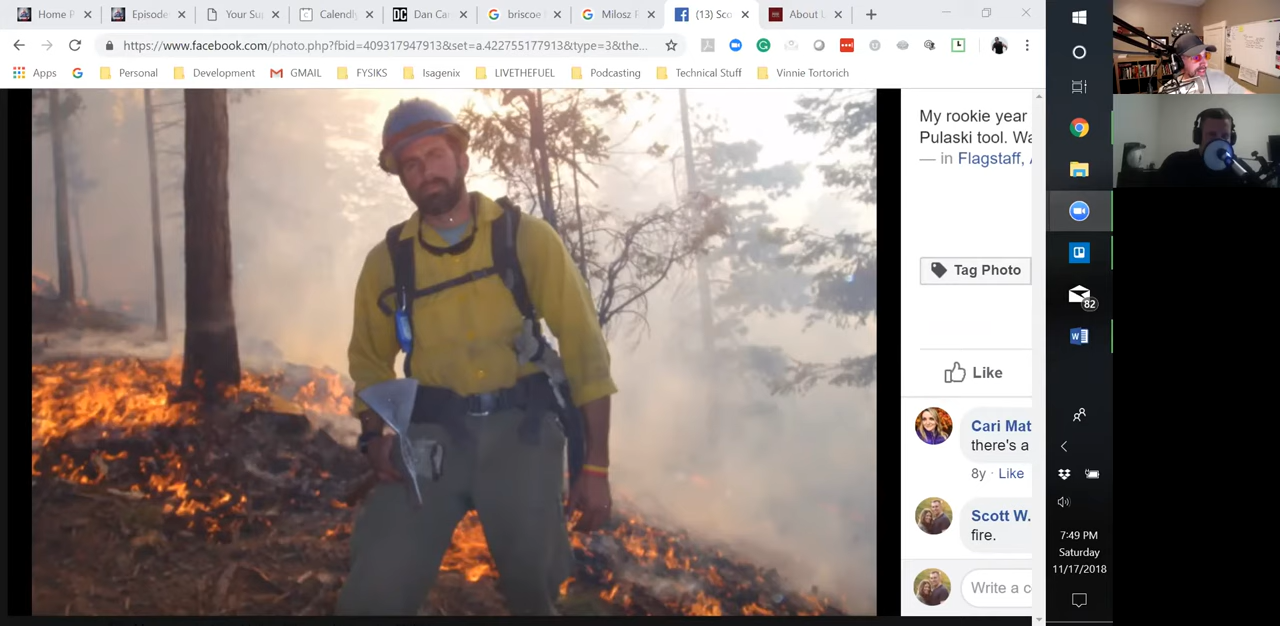 Home P
Episode
Your Su
Calendly
DC
Dan Car
briscoe
Milosz P
(13) Sco
About U
https://www.facebook.com/photo.php?fbid=409317947913&set=a.422755177913&type=3&the...
Apps
Personal
Development
GMAIL
FYSIKS
Isagenix
LIVETHEFUEL
Podcasting
Technical Stuff
Vinnie Tortorich
My rookie year
Pulaski tool. Wa
— in Flagstaff,
Tag Photo
Like
Cari Mat
there's a
8y · Like
Scott W.
fire.
Write a c
82
7:49 PM
Saturday
11/17/2018